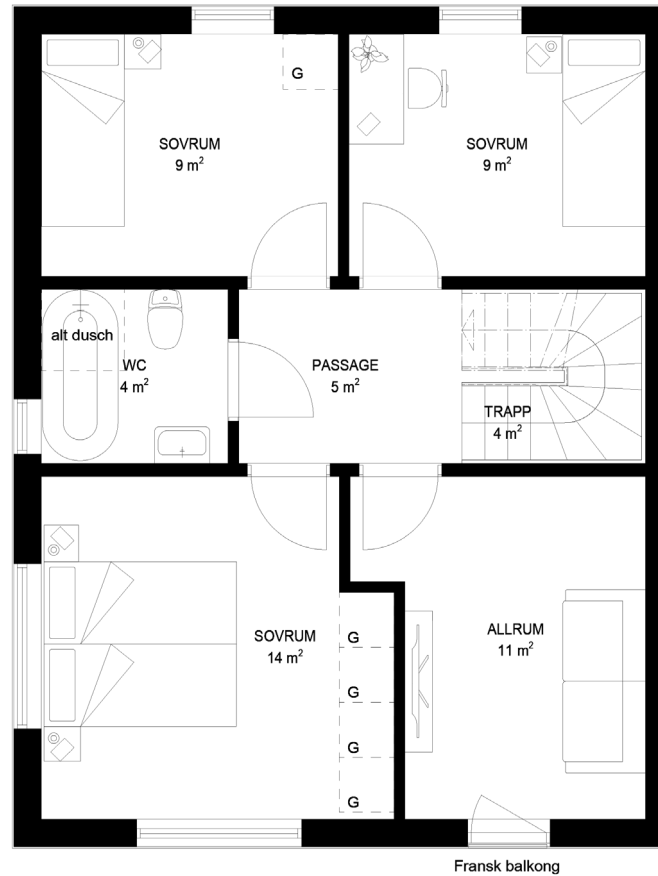 G
SOVRUM
9 m²
SOVRUM
9 m²
alt dusch
WC
4 m²
PASSAGE
5 m²
TRAPP
4 m²
SOVRUM
14 m²
G
G
G
G
ALLRUM
11 m²
Fransk balkong